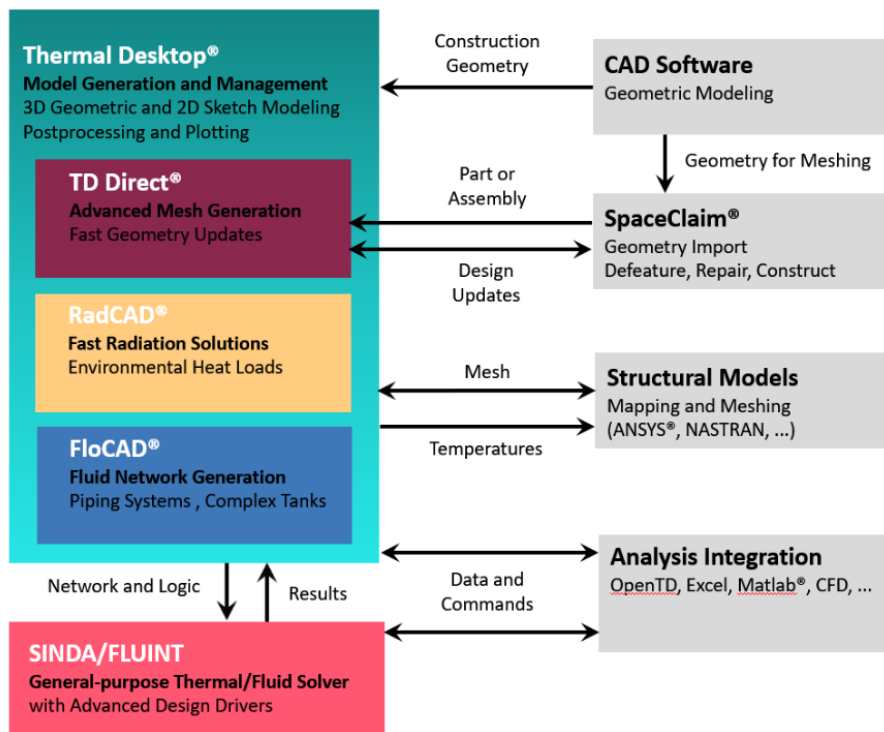 Thermal Desktop®
Model Generation and Management
3D Geometric and 2D Sketch Modeling
Postprocessing and Plotting
TD Direct®
Advanced Mesh Generation
Fast Geometry Updates
RadCAD®
Fast Radiation Solutions
Environmental Heat Loads
FloCAD®
Fluid Network Generation
Piping Systems , Complex Tanks
Network and Logic
Results
SINDA/FLUINT
General-purpose Thermal/Fluid Solver
with Advanced Design Drivers
Construction
Geometry
Part or
Assembly
Design
Updates
Mesh
Temperatures
Data and
Commands
CAD Software
Geometric Modeling
Geometry for Meshing
SpaceClaim®
Geometry Import
Defeature, Repair, Construct
Structural Models
Mapping and Meshing
(ANSYS®, NASTRAN, ...)
Analysis Integration
OpenTD, Excel, Matlab®, CFD, ...